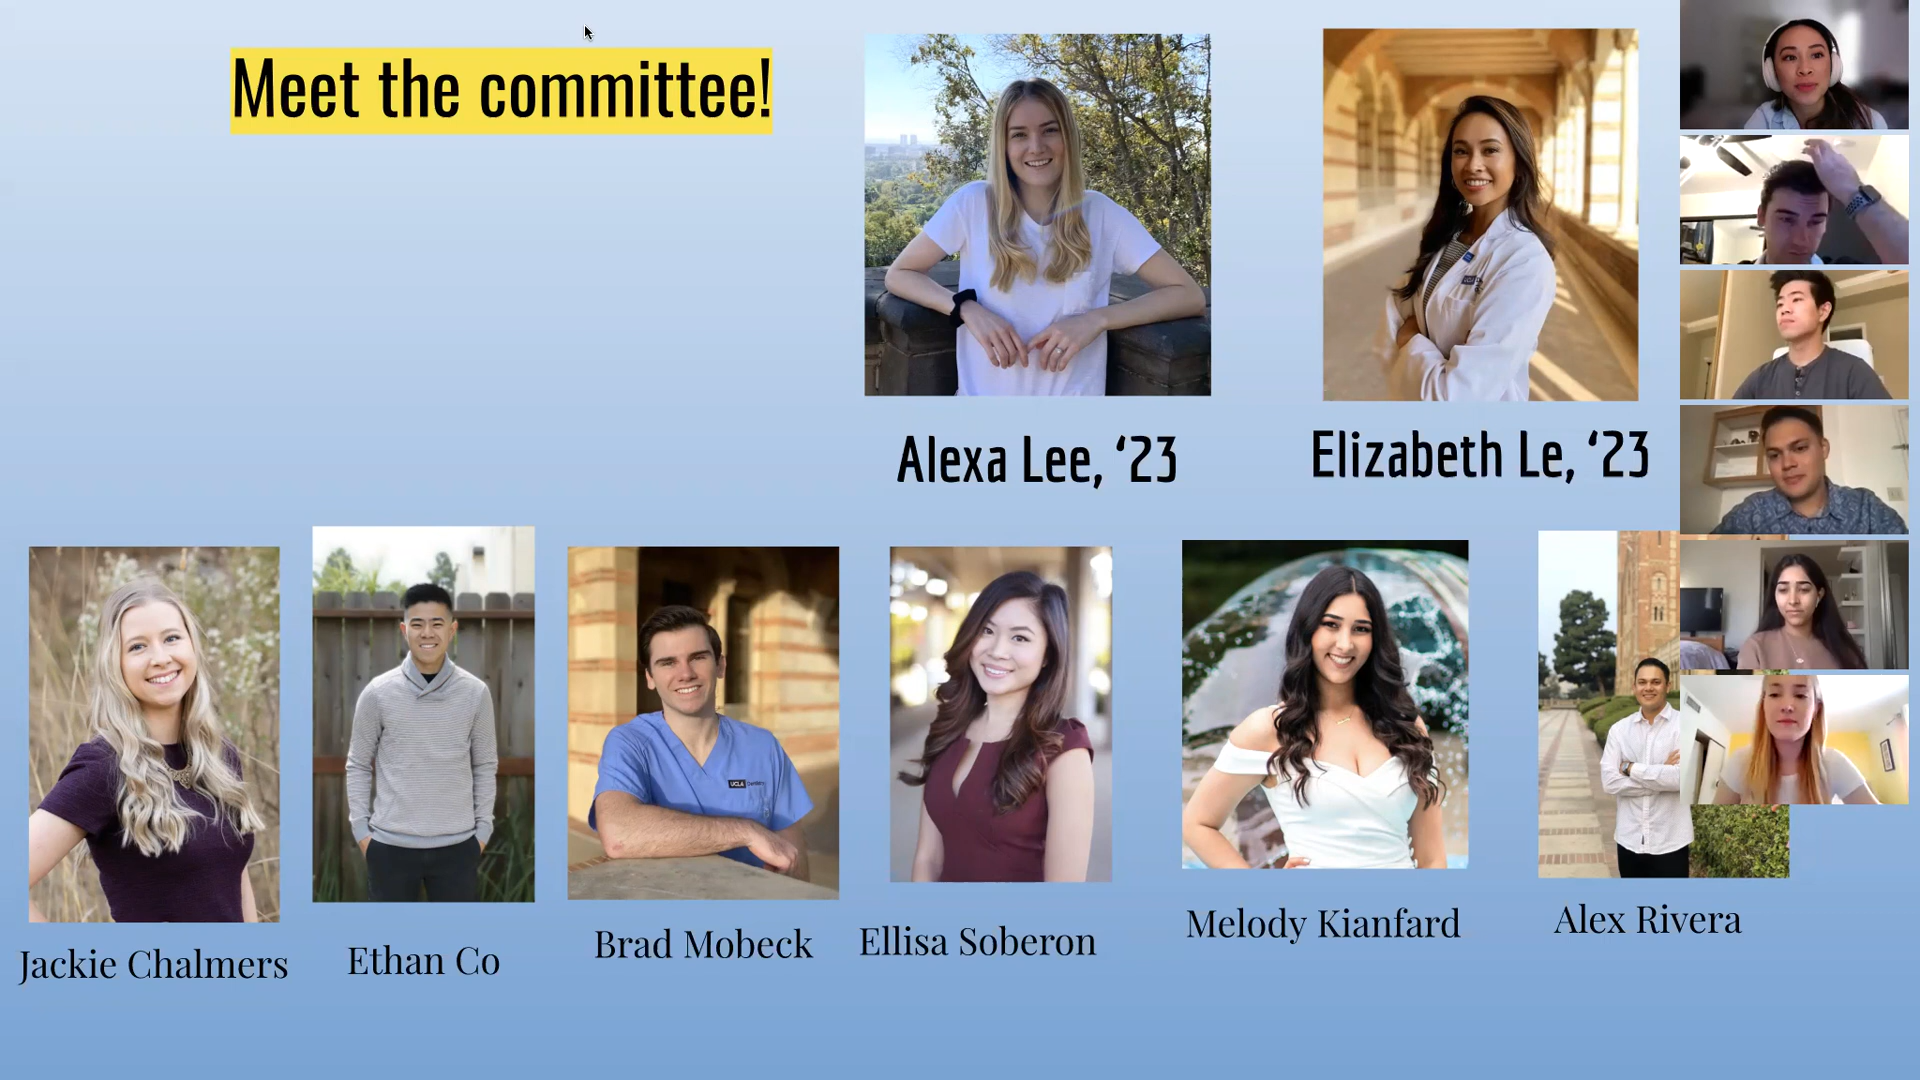 Meet the committee!
Alexa Lee, ‘23
Elizabeth Le, ‘23
UCLA
Jackie Chalmers
Ethan Co
Brad Mobeck
Ellisa Soberon
Melody Kianfard
Alex Rivera